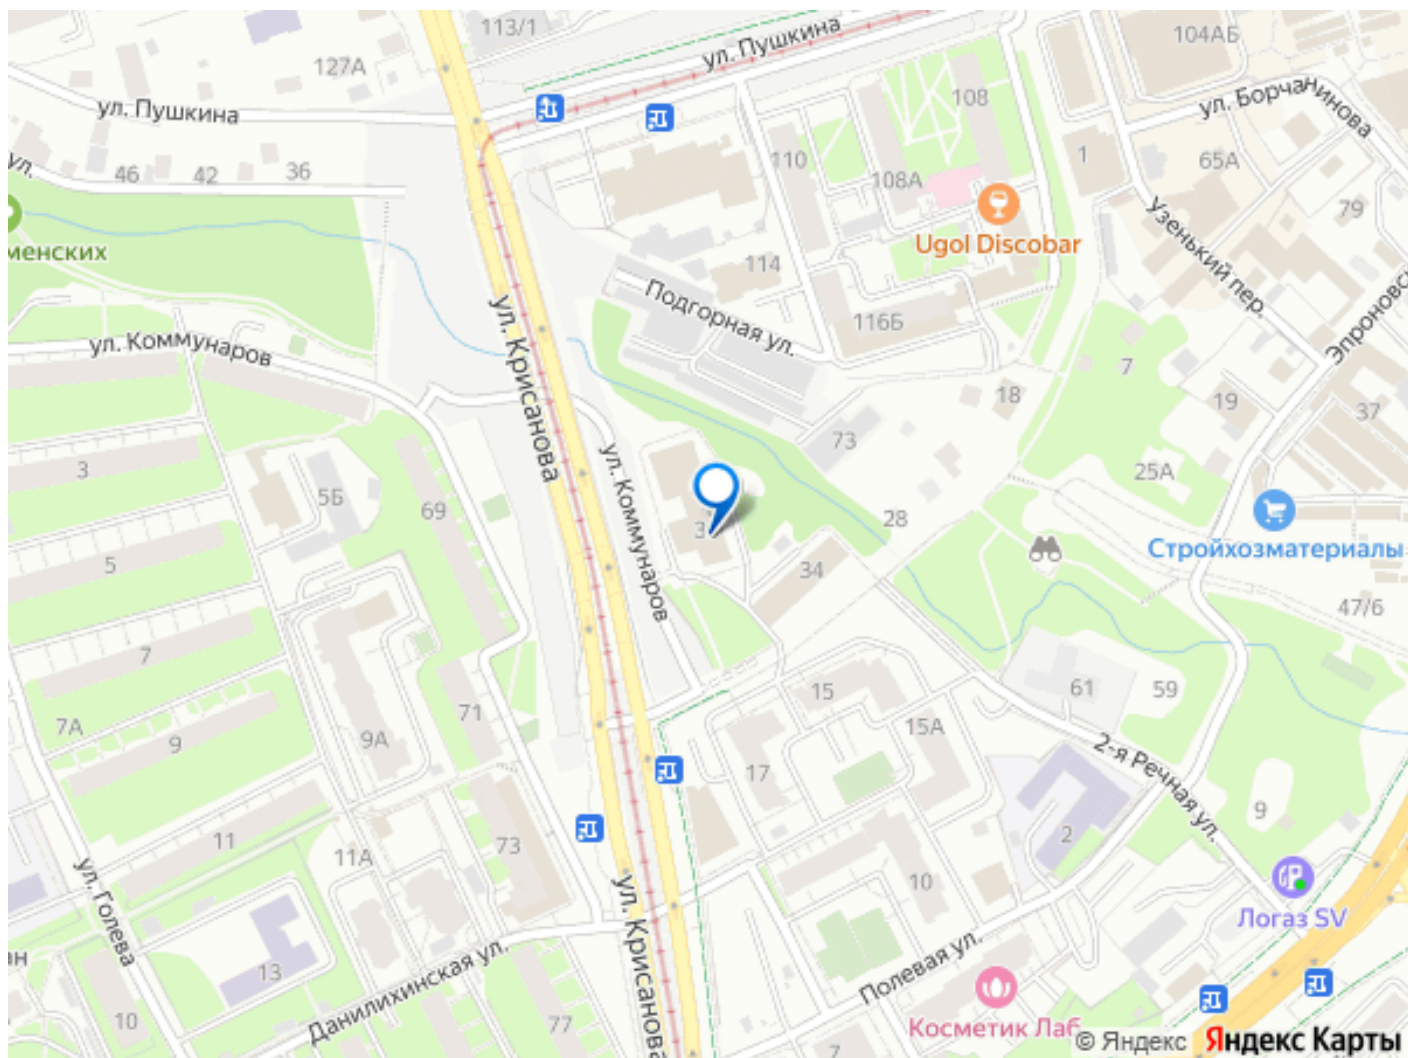 113/1
ул. Пушкина
104АБ
127А
108
ул. Борчанинова
ул. Пушкина
110
1
65А
ул.
46
42
36
108А
79
Узенький пер.
менских
Ugol Discobar
114
Подгорная ул.
116Б
Эпроновск
ул. Коммунаров
ул. Крисанова
7
18
19
37
73
3
5Б
69
ул. Коммунаров
25А
28
Стройхозматериалы
3
5
34
47/6
7
15
61
59
7А
9
9А
71
15А
2-я Речная ул.
17
9
11
11А
73
2
10
ул. Голева
ул. Крисанова
Логаз SV
ан
13
Данилихинская ул.
Полевая ул.
10
77
Косметик Лаб
7
© Яндекс Яндекс Карты